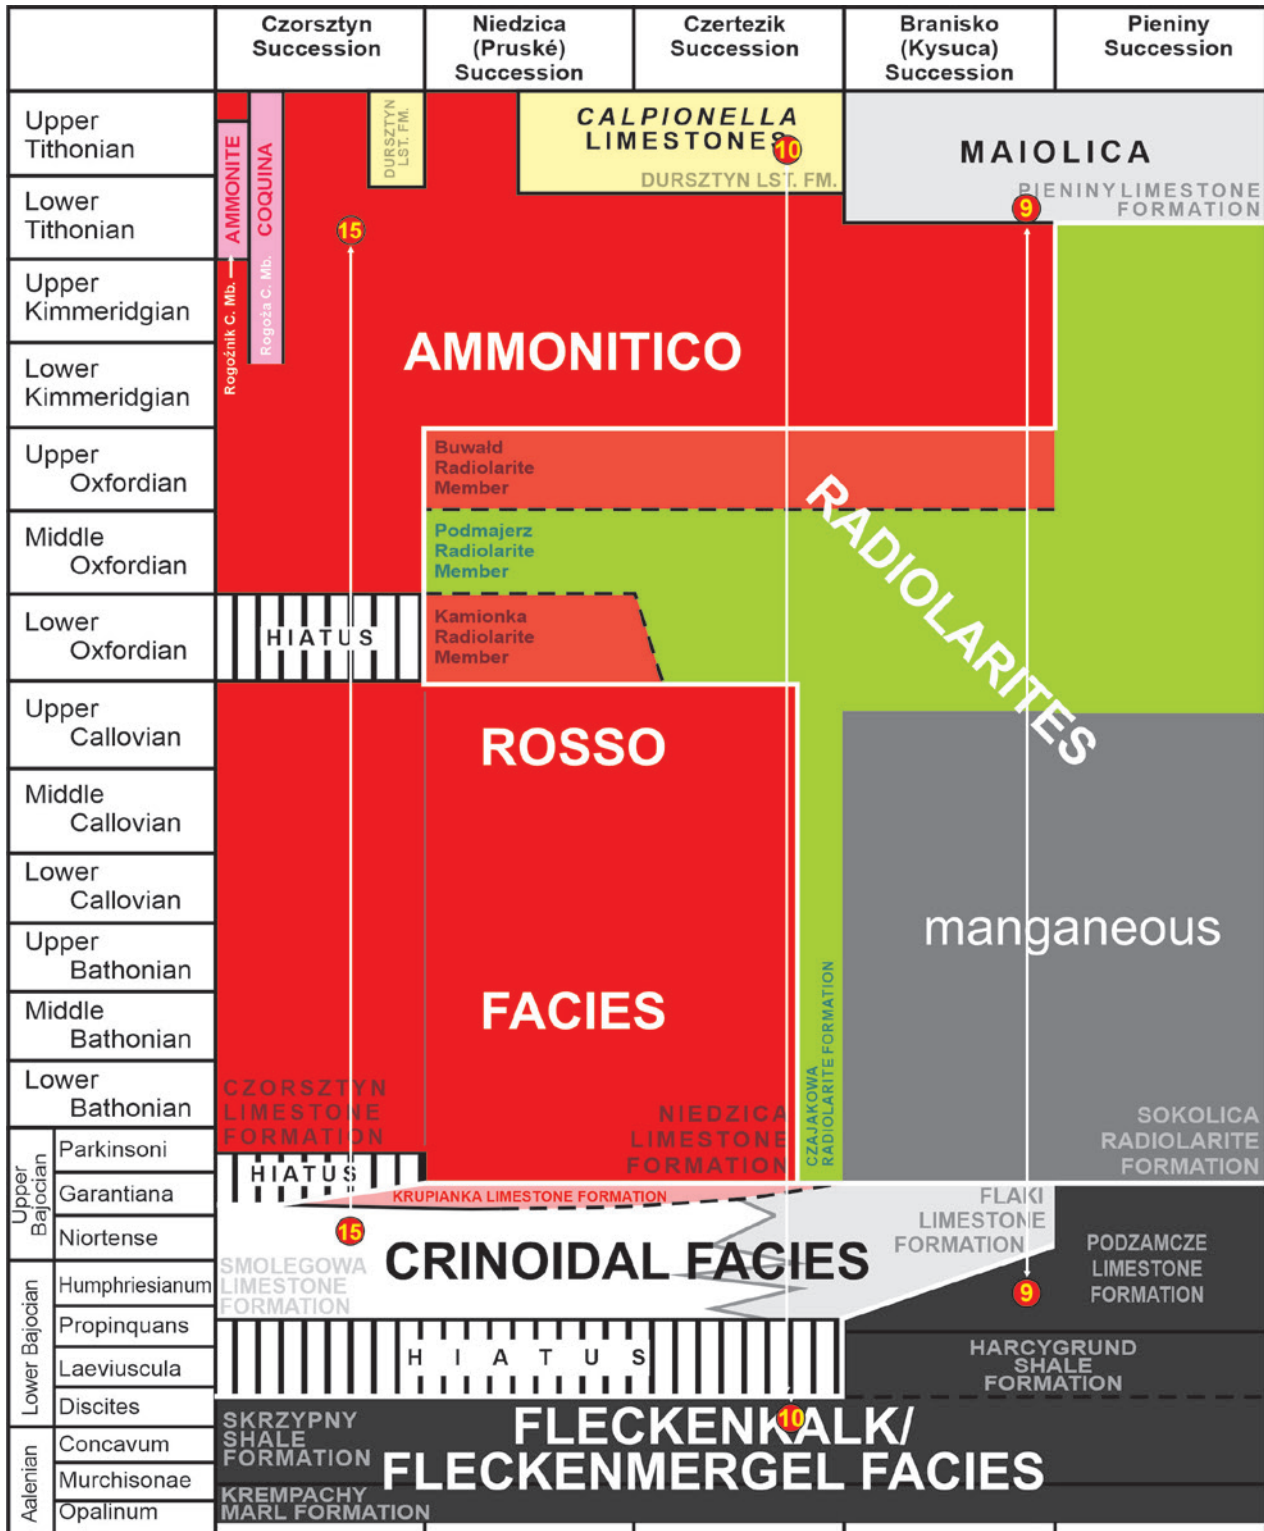 Czorsztyn
Succession
Niedzica
(Pruské)
Succession
Czertezik
Succession
Branisko
(Kysuca)
Succession
Pieniny
Succession
Upper
Tithonian
Lower
Tithonian
Upper
Kimmeridgian
Lower
Kimmeridgian
Upper
Oxfordian
Middle
Oxfordian
Lower
Oxfordian
Upper
Callovian
Middle
Callovian
Lower
Callovian
Upper
Bathonian
Middle
Bathonian
Lower
Bathonian
Upper
Bajocian
Parkinsoni
Garantiana
Niortense
Lower Bajocian
Humphriesianum
Propinquans
Laeviuscula
Discites
Aalenian
Concavum
Murchisonae
Opalinum
AMMONITE
COQUINA
Rogoźnik C. Mb.
Rogoża C. Mb.
DURSZTYN
LST. FM.
CALPIONELLA
LIMESTONES
10
DURSZTYN LST. FM.
MAIOLICA
PIENINY LIMESTONE
FORMATION
9
15
AMMONITICO
Buwałd
Radiolarite
Member
Podmajerz
Radiolarite
Member
Kamionka
Radiolarite
Member
RADIOLARITES
HIATUS
ROSSO
FACIES
manganeous
CZAJAKOWA
RADIOLARITE FORMATION
CZORSZTYN
LIMESTONE
FORMATION
NIEDZICA
LIMESTONE
FORMATION
SOKOLICA
RADIOLARITE
FORMATION
HIATUS
KRUPIANKA LIMESTONE FORMATION
15
CRINOIDAL FACIES
SMOLEGOWA
LIMESTONE
FORMATION
FLAKI
LIMESTONE
FORMATION
PODZAMCZE
LIMESTONE
FORMATION
9
HIATUS
HARCYGRUND
SHALE
FORMATION
SKRZYPNY
SHALE
FORMATION
10
FLECKENKALK/
FLECKENMERGEL FACIES
KREMPACHY
MARL FORMATION